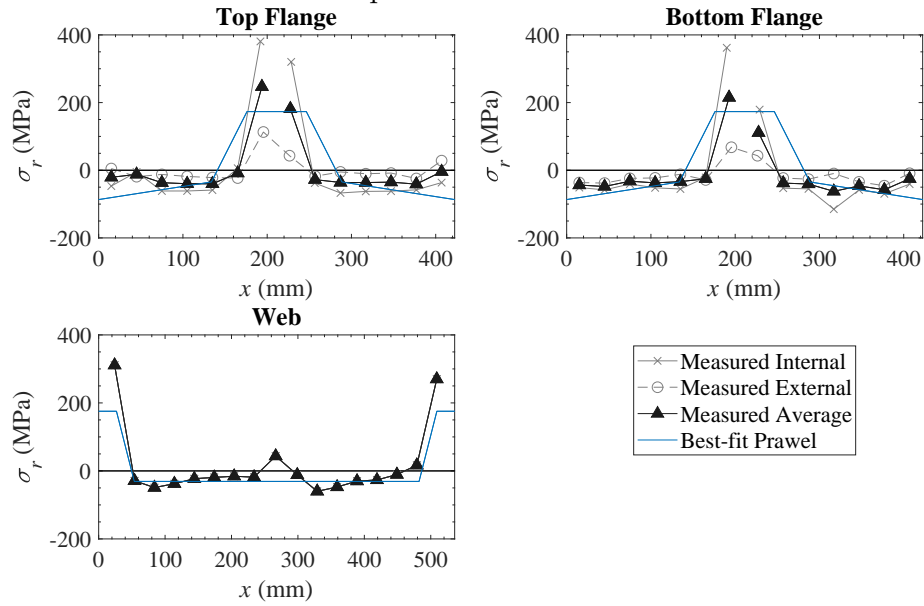 Top Flange
400
200
0
-200
σr (MPa)
0 100 200 300 400
x (mm)
Bottom Flange
400
200
0
-200
σr (MPa)
0 100 200 300 400
x (mm)
Web
400
200
0
-200
σr (MPa)
0 100 200 300 400 500
x (mm)
Measured Internal
Measured External
Measured Average
Best-fit Prawel